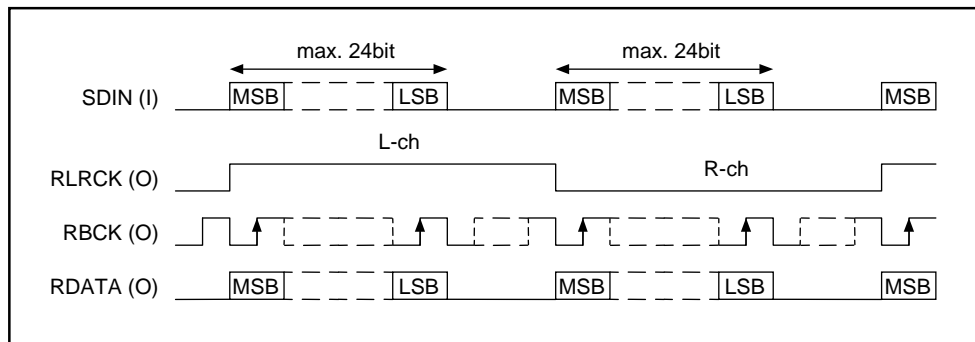 max. 24bit max. 24bit
SDIN (I) MSB LSB MSB LSB MSB
L-ch
RLRCK (O) R-ch
RBCK (O)
RDATA (O) MSB LSB MSB LSB MSB